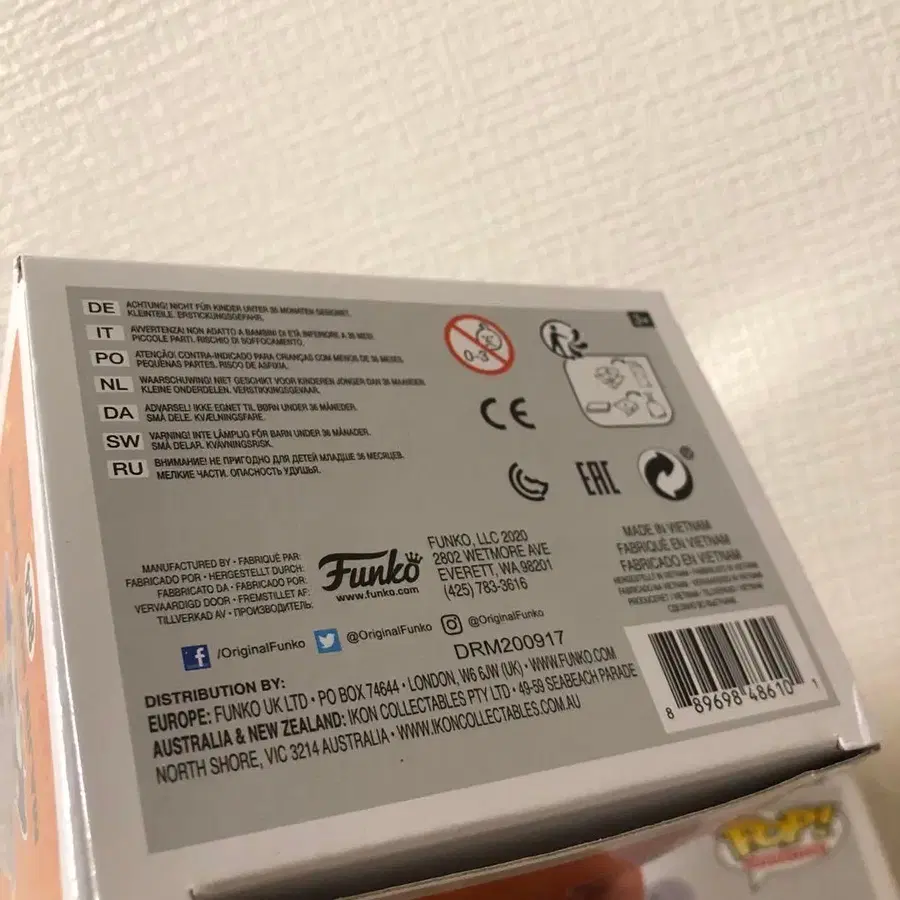 DE ACHTUNG! NICHT FÜR KINDER UNTER 36 MONATEN GEEIGNET.
KLEINTEILE. ERSTICKUNGSGEFAHR.
IT AVVERTENZA! NON ADATTO A BAMBINI DI ETÀ INFERIORE A 36 MESI.
PICCOLE PARTI. RISCHIO DI SOFFOCAMENTO.
PO ATENÇÃO! CONTRA-INDICADO PARA CRIANÇAS COM MENOS DE 36 MESES.
PEQUENAS PARTES. RISCO DE ASFIXIA.
NL WAARSCHUWING! NIET GESCHIKT VOOR KINDEREN JONGER DAN 36 MAANDEN.
KLEINE ONDERDELEN. VERSTIKKINGSGEVAAR.
DA ADVARSEL! IKKE EGNET TIL BØRN UNDER 36 MÅNEDER.
SMÅ DELE. KVÆLNINGSFARE.
SW VARNING! INTE LÄMPLIG FÖR BARN UNDER 36 MÅNADER.
SMÅ DELAR. KVÄVNINGSRISK.
RU ВНИМАНИЕ! НЕ ПРИГОДНО ДЛЯ ДЕТЕЙ МЛАДШЕ 36 МЕСЯЦЕВ.
МЕЛКИЕ ЧАСТИ. ОПАСНОСТЬ УДУШЬЯ.
0-3
3+
CE
EAC
®
MANUFACTURED BY • FABRIQUÉ PAR:
FABRICADO POR • HERGESTELLT DURCH:
FABBRICATO DA • FABRICADO POR:
VERVAARDIGD DOOR • FREMSTILLET AF:
TILLVERKAD AV • ПРОИЗВОДИТЕЛЬ:
Funko
www.funko.com
FUNKO, LLC 2020
2802 WETMORE AVE
EVERETT, WA 98201
(425) 783-3616
MADE IN VIETNAM
FABRIQUÉ EN VIETNAM
FABRICADO EN VIETNAM
/OriginalFunko
@OriginalFunko
@OriginalFunko
DRM200917
DISTRIBUTION BY:
EUROPE: FUNKO UK LTD • PO BOX 74644 • LONDON, W6 6JW (UK) • WWW.FUNKO.COM
AUSTRALIA & NEW ZEALAND: IKON COLLECTABLES PTY LTD • 49-59 SEABEACH PARADE
NORTH SHORE, VIC 3214 AUSTRALIA • WWW.IKONCOLLECTABLES.COM.AU
8 89698 48610 1
POP!